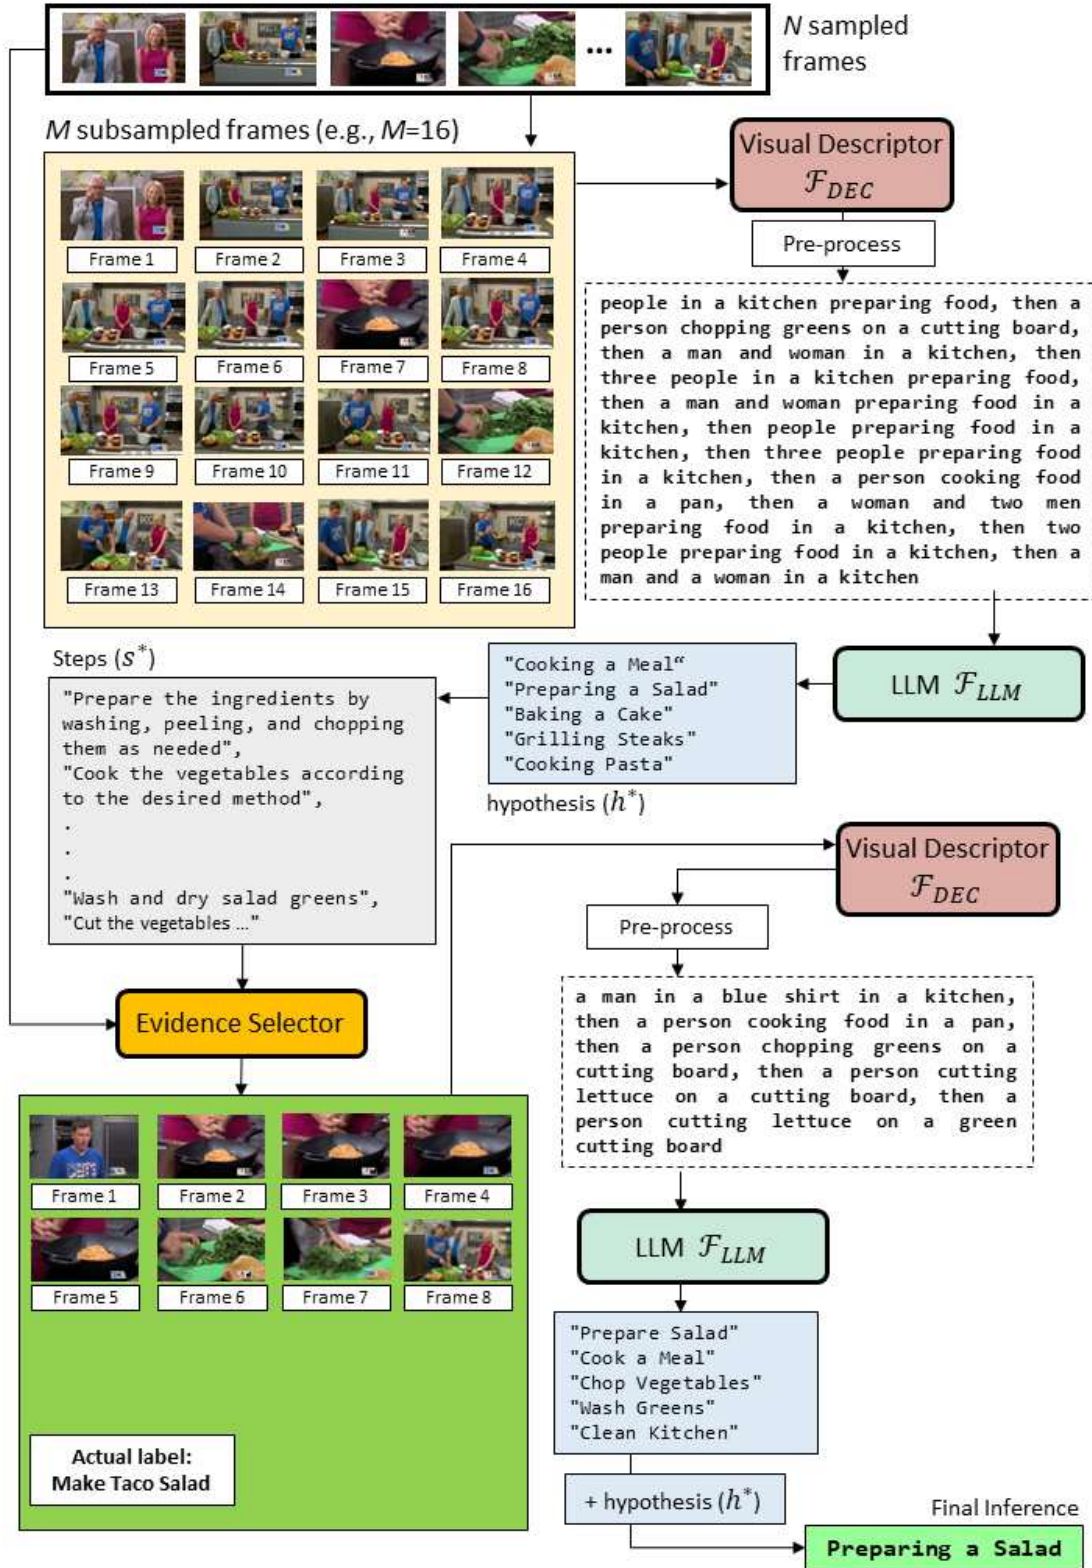 N sampled
frames
M subsampled frames (e.g., M=16)
Visual Descriptor
ℱDEC
Pre-process
Frame 1
Frame 2
Frame 3
Frame 4
Frame 5
Frame 6
Frame 7
Frame 8
Frame 9
Frame 10
Frame 11
Frame 12
Frame 13
Frame 14
Frame 15
Frame 16
people in a kitchen preparing food, then a
person chopping greens on a cutting board,
then a man and woman in a kitchen, then
three people in a kitchen preparing food,
then a man and woman preparing food in a
kitchen, then people preparing food in a
kitchen, then three people preparing food
in a kitchen, then a person cooking food
in a pan, then a woman and two men
preparing food in a kitchen, then two
people preparing food in a kitchen, then a
man and a woman in a kitchen
LLM ℱLLM
"Cooking a Meal“
"Preparing a Salad"
"Baking a Cake"
"Grilling Steaks"
"Cooking Pasta"
hypothesis (h*)
Steps (s*)
"Prepare the ingredients by
washing, peeling, and chopping
them as needed",
"Cook the vegetables according
to the desired method",
.
.
.
"Wash and dry salad greens",
"Cut the vegetables ..."
Evidence Selector
Visual Descriptor
ℱDEC
Pre-process
a man in a blue shirt in a kitchen,
then a person cooking food in a pan,
then a person chopping greens on a
cutting board, then a person cutting
lettuce on a cutting board, then a
person cutting lettuce on a green
cutting board
Frame 1
Frame 2
Frame 3
Frame 4
Frame 5
Frame 6
Frame 7
Frame 8
Actual label:
Make Taco Salad
LLM ℱLLM
"Prepare Salad"
"Cook a Meal"
"Chop Vegetables"
"Wash Greens"
"Clean Kitchen"
+ hypothesis (h*)
Final Inference
Preparing a Salad